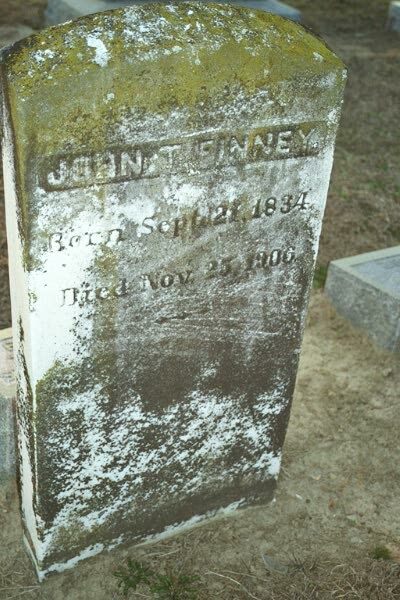 JOHN T. FINNEY.
Born Sept. 21, 1834.
Died Nov. 25, 1906.